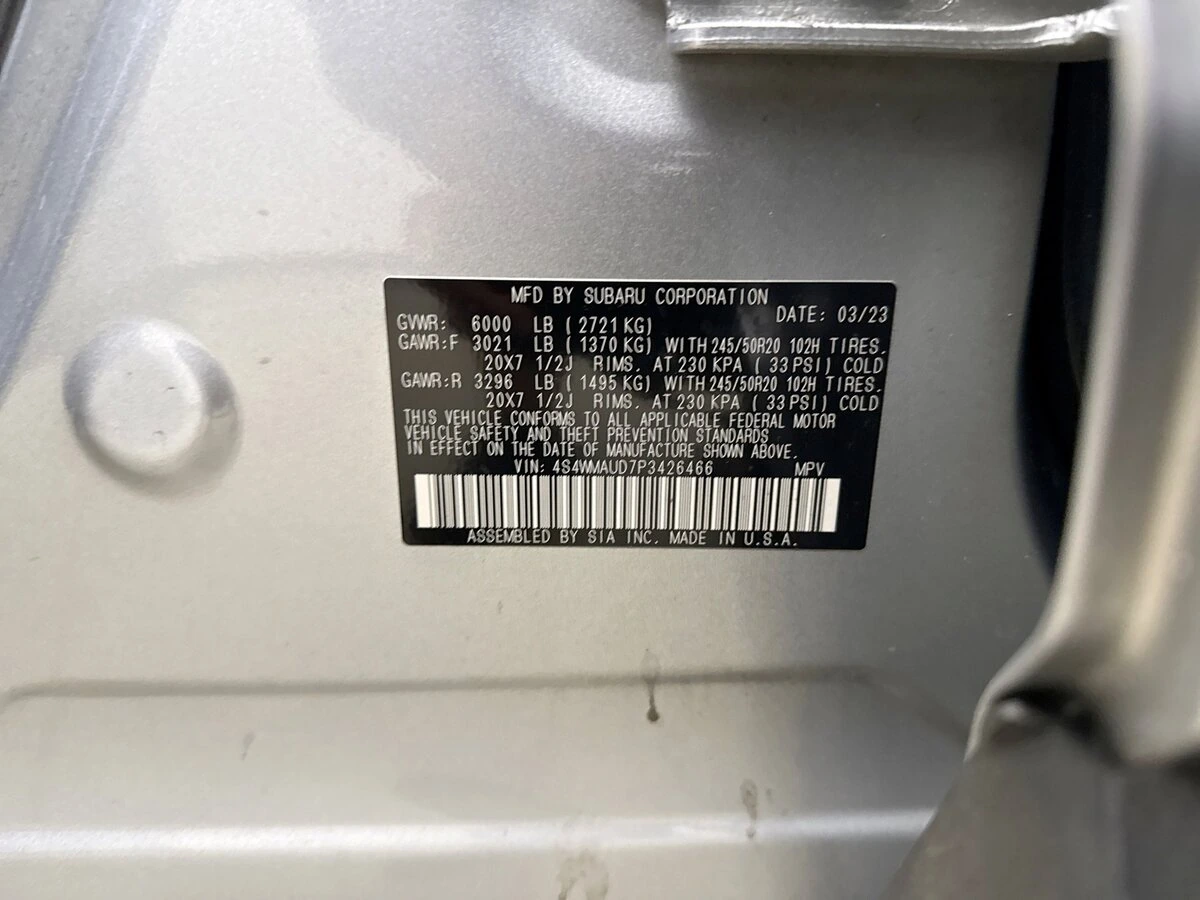 MFD BY SUBARU CORPORATION
DATE: 03/23
GVWR: 6000 LB ( 2721 KG)
GAWR:F 3021 LB ( 1370 KG) WITH 245/50R20 102H TIRES.
20X7 1/2J RIMS. AT 230 KPA ( 33 PSI) COLD
GAWR:R 3296 LB ( 1495 KG) WITH 245/50R20 102H TIRES.
20X7 1/2J RIMS. AT 230 KPA ( 33 PSI) COLD
THIS VEHICLE CONFORMS TO ALL APPLICABLE FEDERAL MOTOR
VEHICLE SAFETY AND THEFT PREVENTION STANDARDS
IN EFFECT ON THE DATE OF MANUFACTURE SHOWN ABOVE.
VIN: 4S4WMAUD7P3426466 MPV
ASSEMBLED BY SIA INC. MADE IN U.S.A.